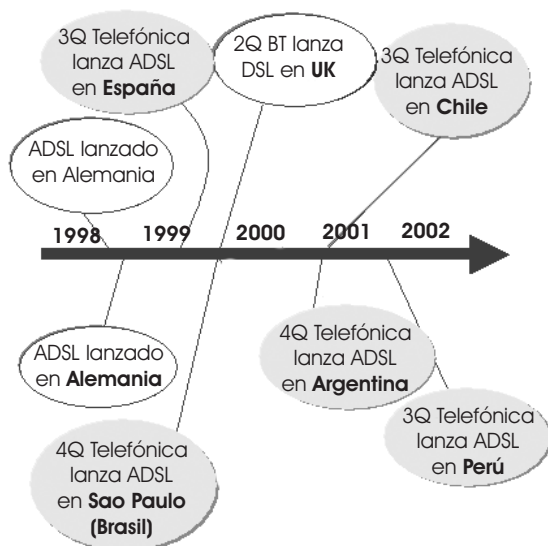 3Q Telefónica
lanza ADSL
en España
2Q BT lanza
DSL en UK
3Q Telefónica
lanza ADSL
en Chile
ADSL lanzado
en Alemania
1998
1999
2000
2001
2002
ADSL lanzado
en Alemania
4Q Telefónica
lanza ADSL
en Sao Paulo
(Brasil)
4Q Telefónica
lanza ADSL
en Argentina
3Q Telefónica
lanza ADSL
en Perú